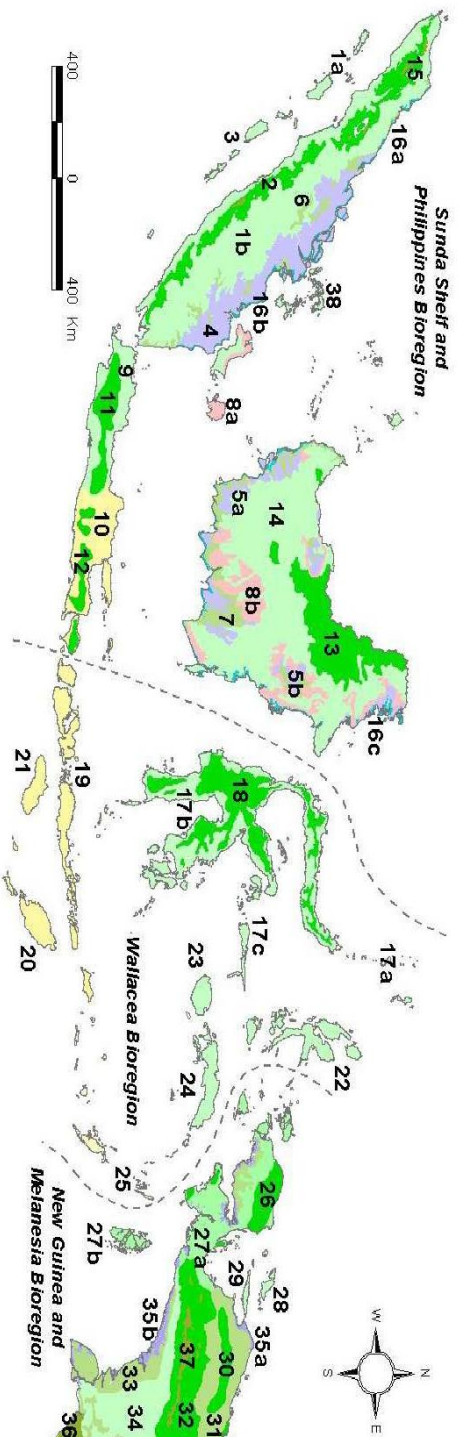 Sunda Shelf and
Philippines Bioregion
15
16a
1a
3
2
6
1b
38
16b
4
8a
9
11
10
12
5a
14
8b
7
13
5b
16c
17a
18
17b
17c
19
21
20
22
23
24
25
Wallacea Bioregion
26
27a
27b
28
29
35a
35b
30
31
37
32
33
34
36
New Guinea and
Melanesia Bioregion
400 0 400 Km
N
W
E
S